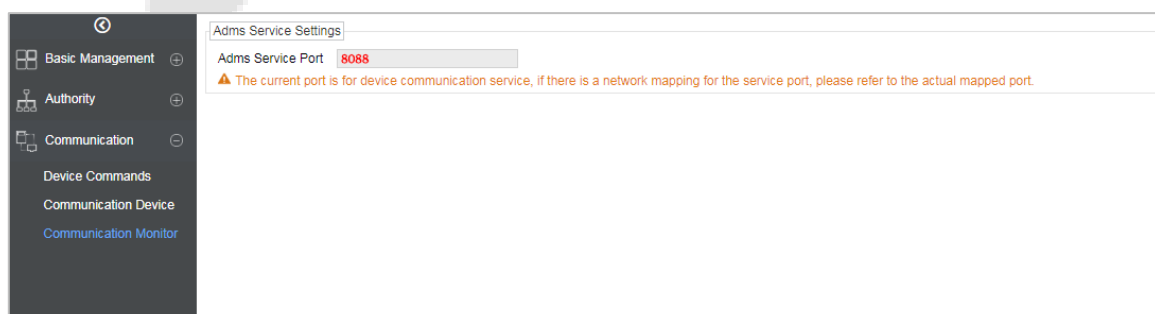 Basic Management
Authority
Communication
Device Commands
Communication Device
Communication Monitor
Adms Service Settings
Adms Service Port 8088
The current port is for device communication service, if there is a network mapping for the service port, please refer to the actual mapped port.